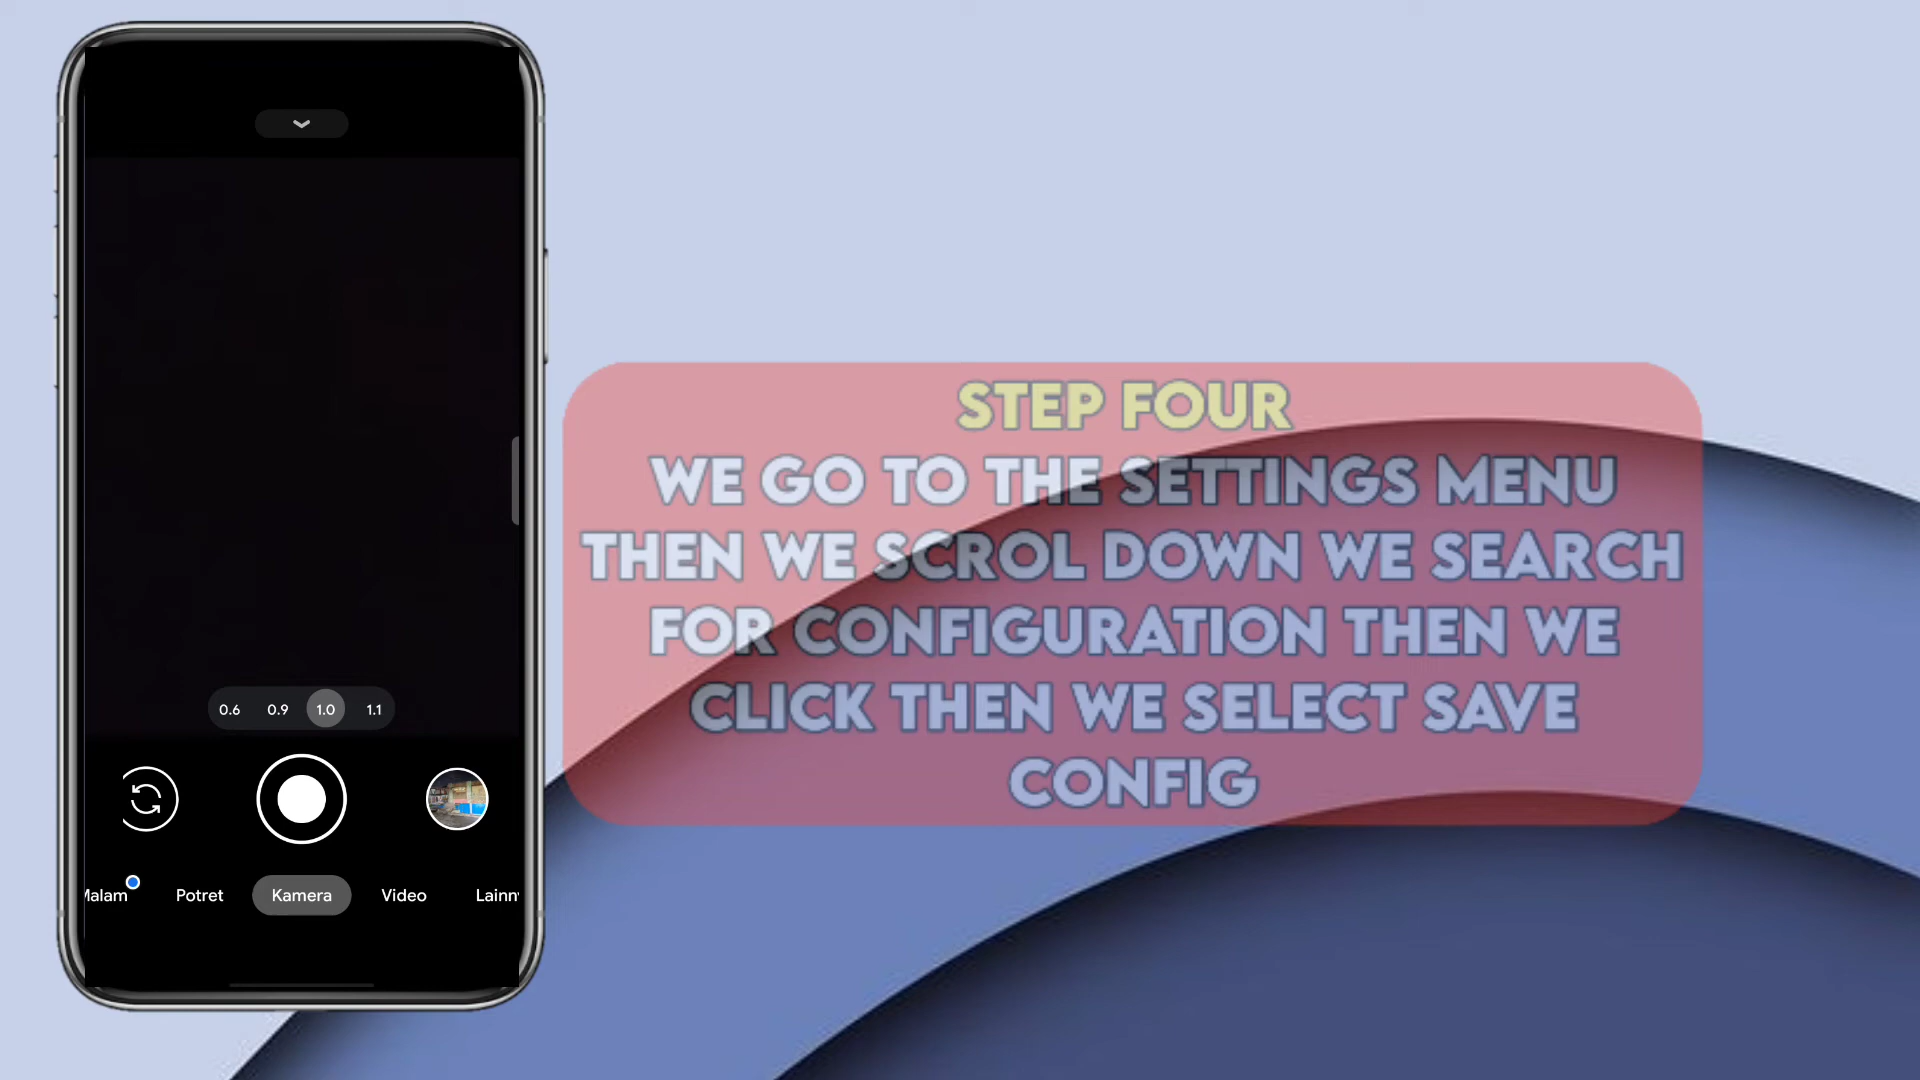 STEP FOUR
WE GO TO THE SETTINGS MENU
THEN WE SCROL DOWN WE SEARCH
FOR CONFIGURATION THEN WE
CLICK THEN WE SELECT SAVE
CONFIG
0.6 0.9 1.0 1.1
Malam Potret Kamera Video Lainn